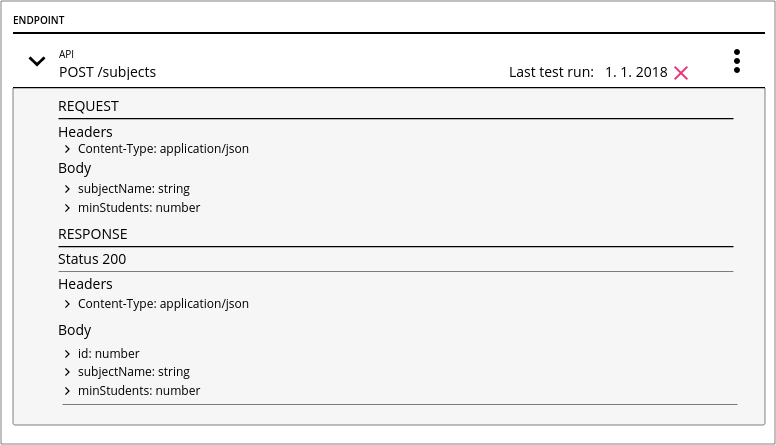 ENDPOINT
API
POST /subjects
Last test run: 1. 1. 2018
REQUEST
Headers
Content-Type: application/json
Body
subjectName: string
minStudents: number
RESPONSE
Status 200
Headers
Content-Type: application/json
Body
id: number
subjectName: string
minStudents: number